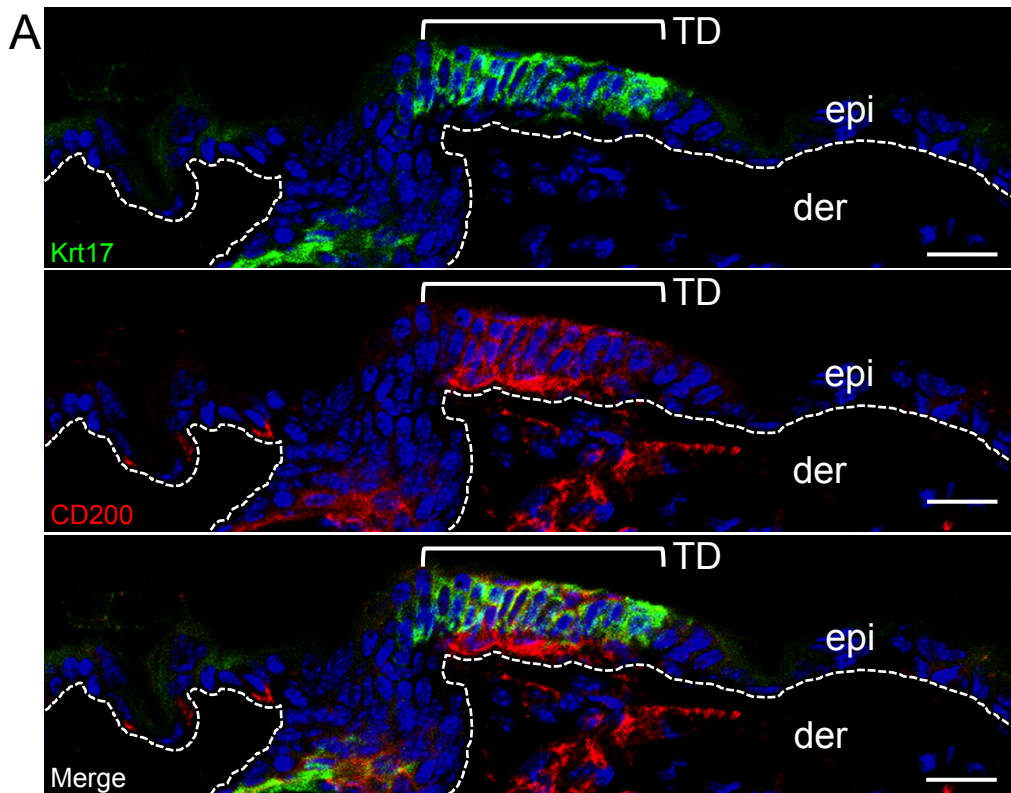 A
TD
epi
der
Krt17
TD
epi
der
CD200
TD
epi
der
Merge